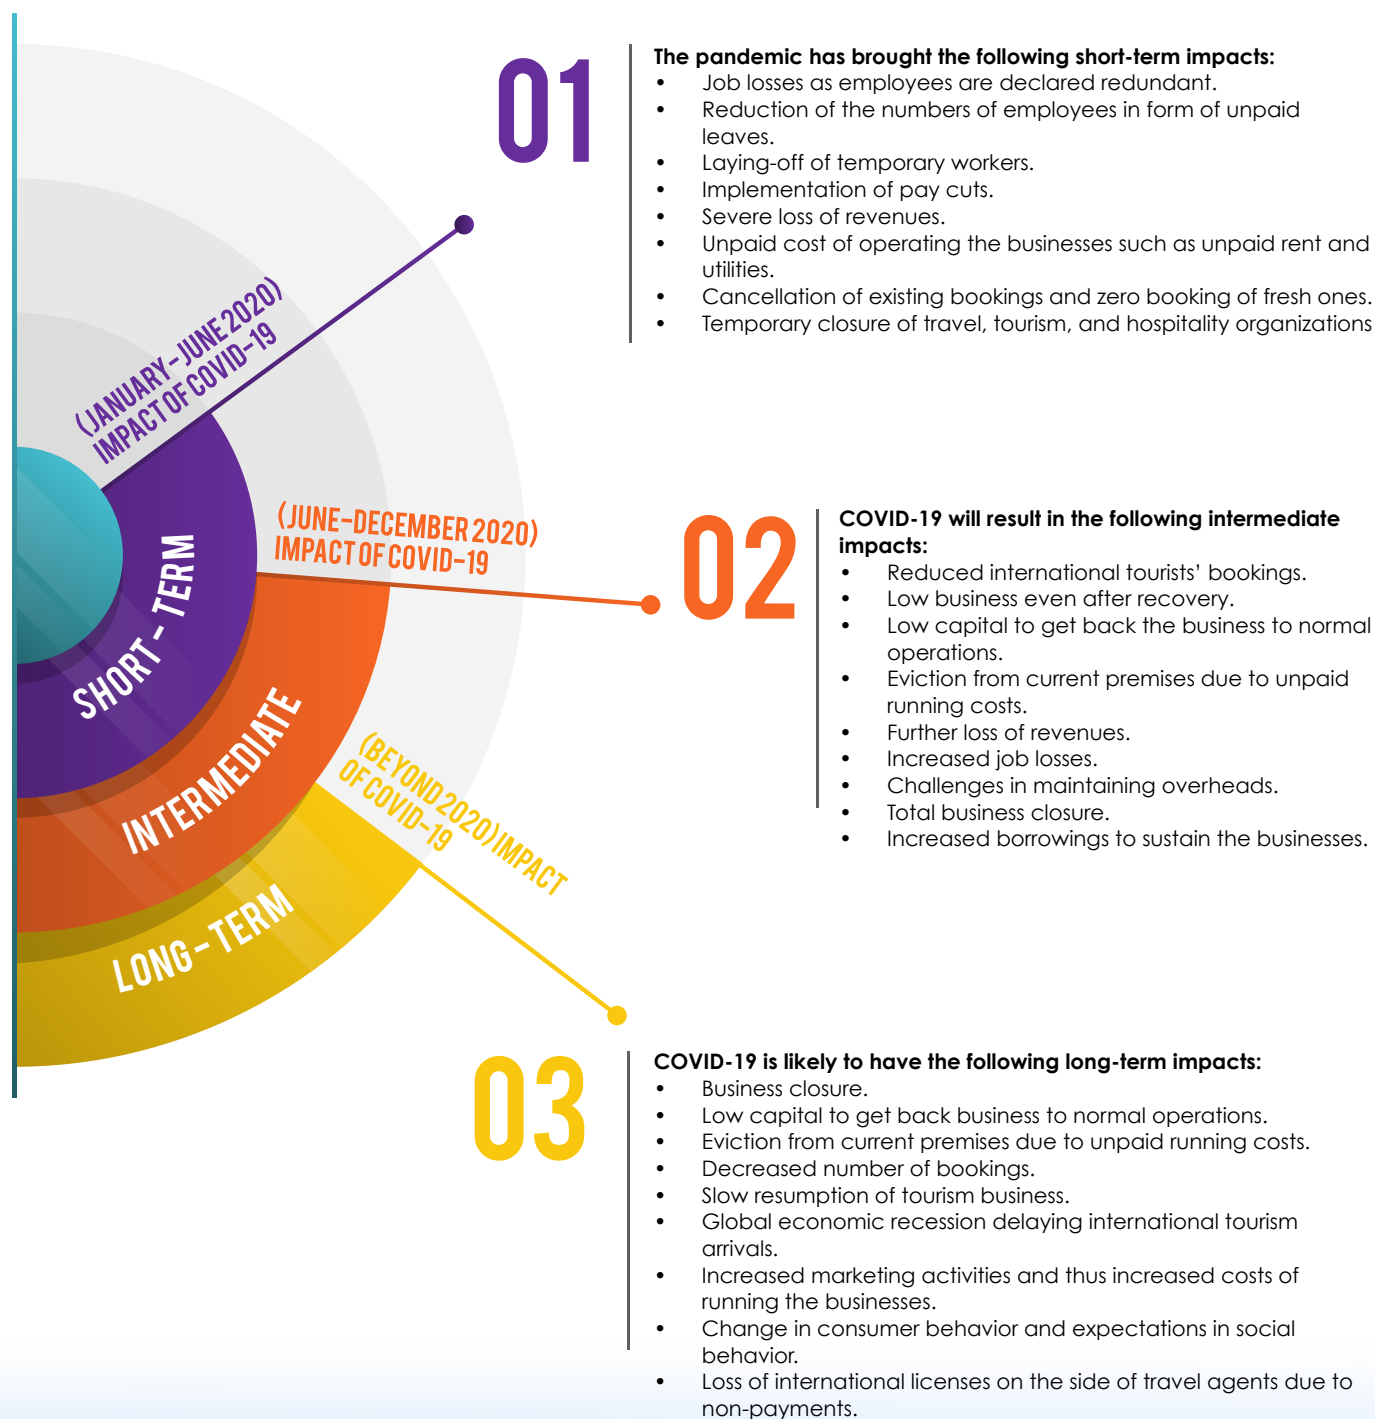 01
The pandemic has brought the following short-term impacts:
• Job losses as employees are declared redundant.
• Reduction of the numbers of employees in form of unpaid
leaves.
• Laying-off of temporary workers.
• Implementation of pay cuts.
• Severe loss of revenues.
• Unpaid cost of operating the businesses such as unpaid rent and
utilities.
• Cancellation of existing bookings and zero booking of fresh ones.
• Temporary closure of travel, tourism, and hospitality organizations
(JANUARY-JUNE 2020)
IMPACT OF COVID-19
SHORT-TERM
(JUNE-DECEMBER 2020)
IMPACT OF COVID-19
INTERMEDIATE
02
COVID-19 will result in the following intermediate
impacts:
• Reduced international tourists’ bookings.
• Low business even after recovery.
• Low capital to get back the business to normal
operations.
• Eviction from current premises due to unpaid
running costs.
• Further loss of revenues.
• Increased job losses.
• Challenges in maintaining overheads.
• Total business closure.
• Increased borrowings to sustain the businesses.
(BEYOND 2020) IMPACT
OF COVID-19
LONG-TERM
03
COVID-19 is likely to have the following long-term impacts:
• Business closure.
• Low capital to get back business to normal operations.
• Eviction from current premises due to unpaid running costs.
• Decreased number of bookings.
• Slow resumption of tourism business.
• Global economic recession delaying international tourism
arrivals.
• Increased marketing activities and thus increased costs of
running the businesses.
• Change in consumer behavior and expectations in social
behavior.
• Loss of international licenses on the side of travel agents due to
non-payments.